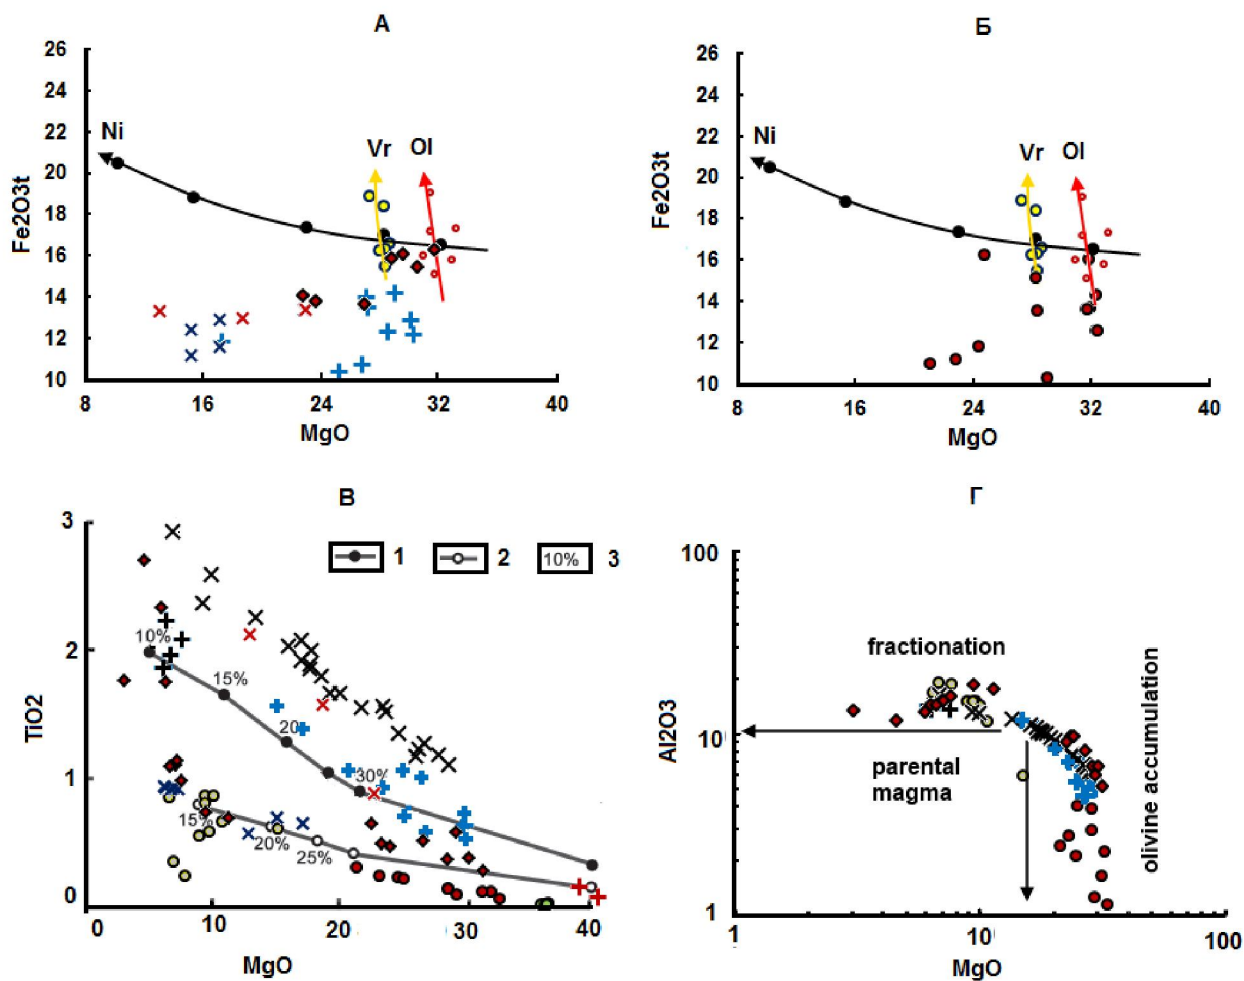 А
26
24
22
20
18
16
14
12
10
Fe2O3t
Ni
Vr
Ol
8
16
24
32
40
MgO
Б
26
24
22
20
18
16
14
12
10
Fe2O3t
Ni
Vr
Ol
8
16
24
32
40
MgO
В
3
2
1
0
TiO2
1
2
10%
3
10%
15%
20
30%
15%
20%
25%
0
10
20
30
40
MgO
Г
100
10
1
Al2O3
fractionation
parental
magma
olivine accumulation
1
10
100
MgO